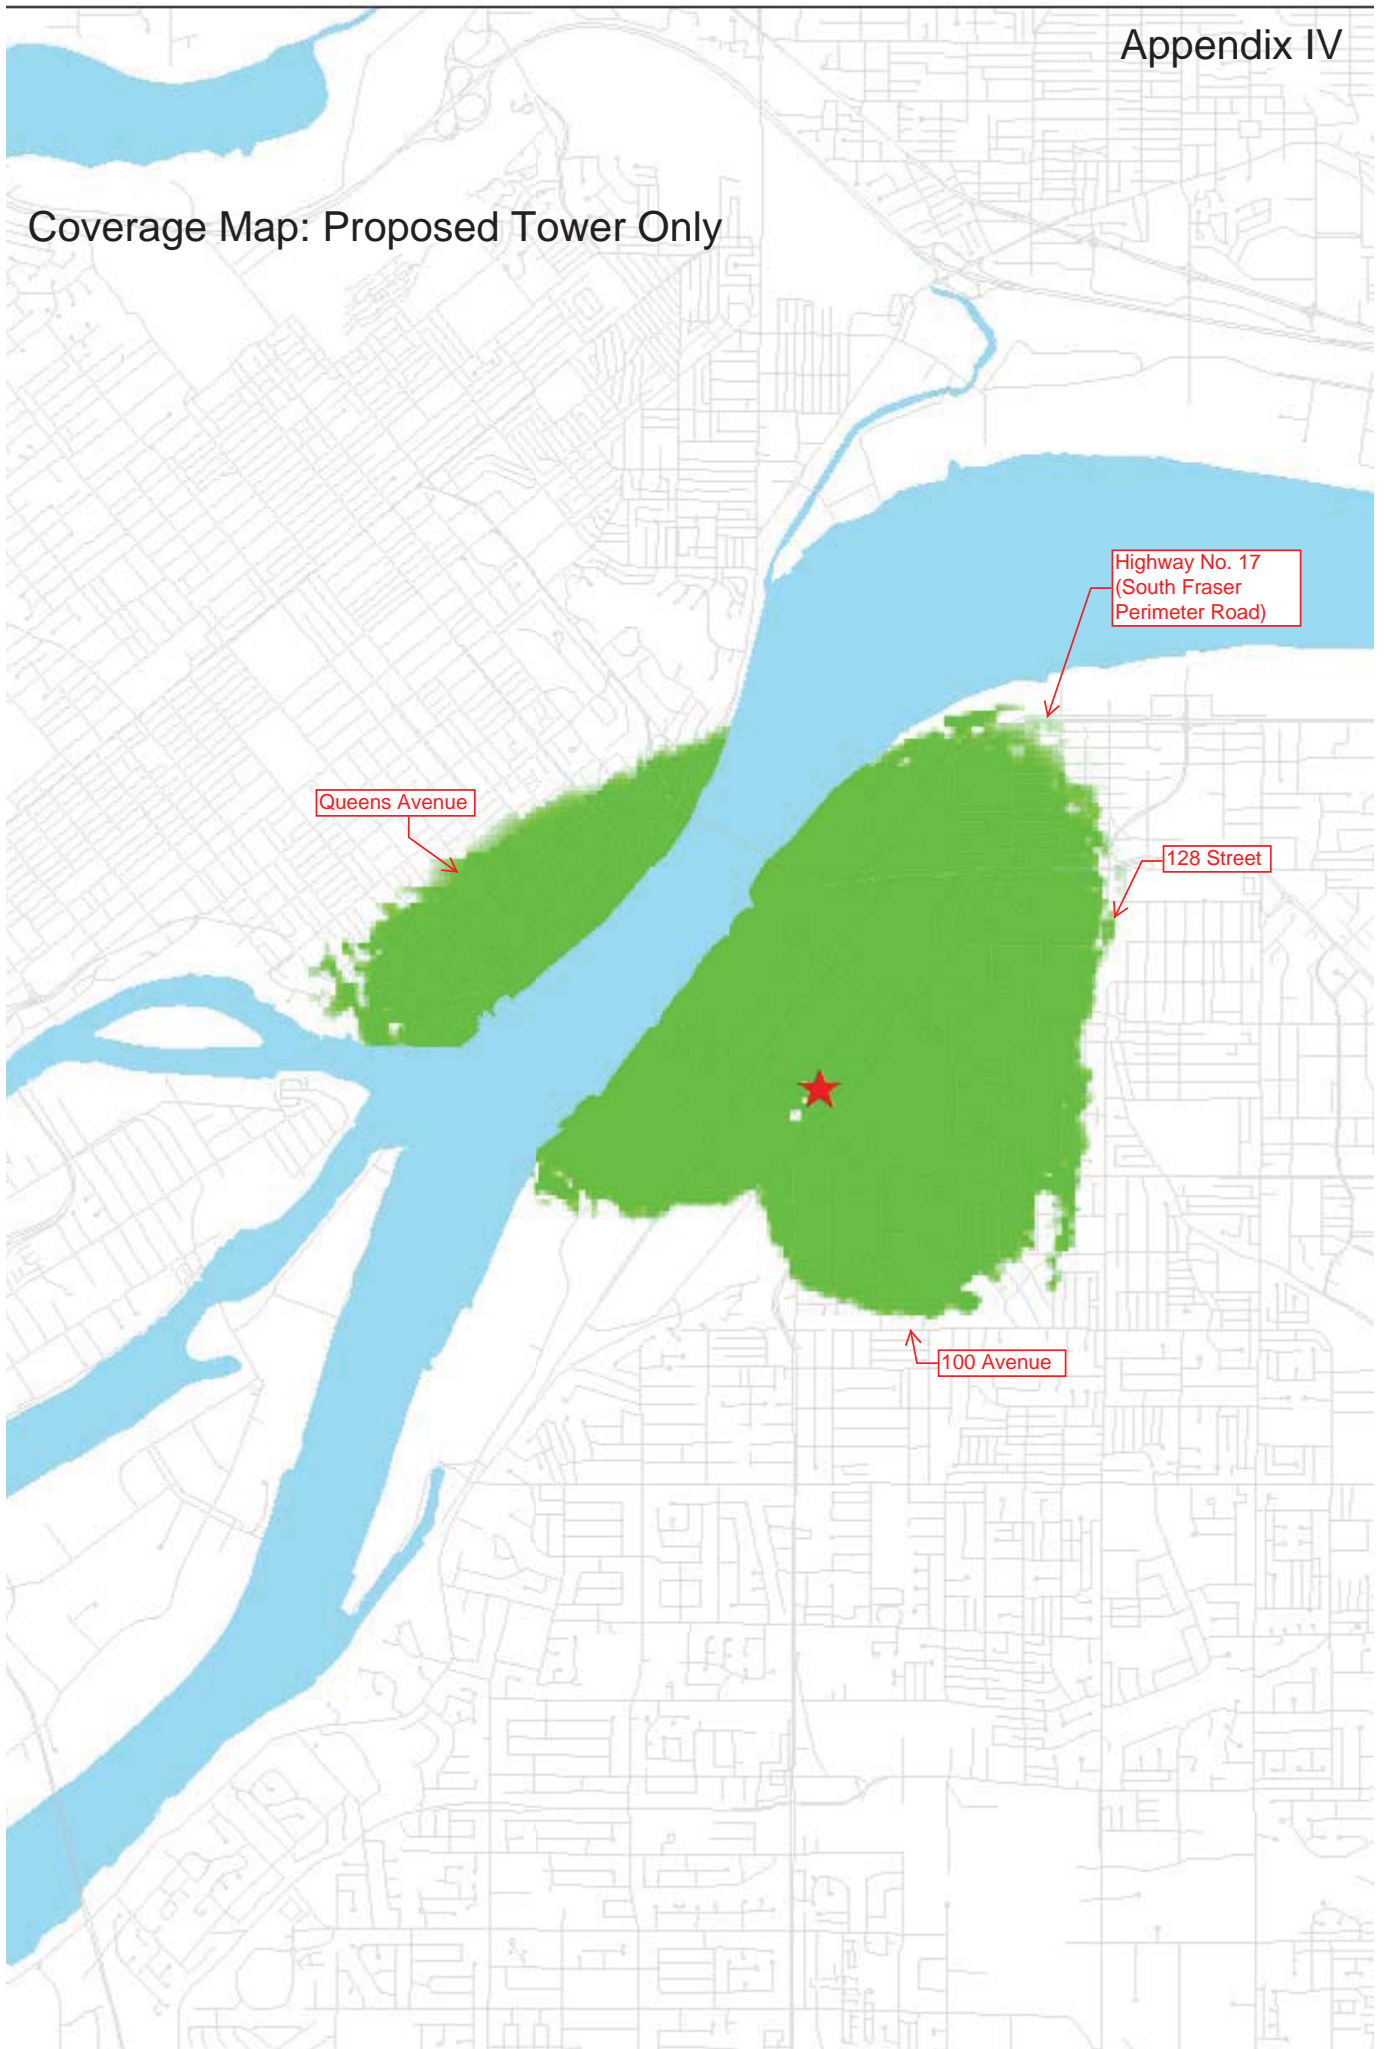 Appendix IV
Coverage Map: Proposed Tower Only
Highway No. 17
(South Fraser
Perimeter Road)
Queens Avenue
128 Street
100 Avenue